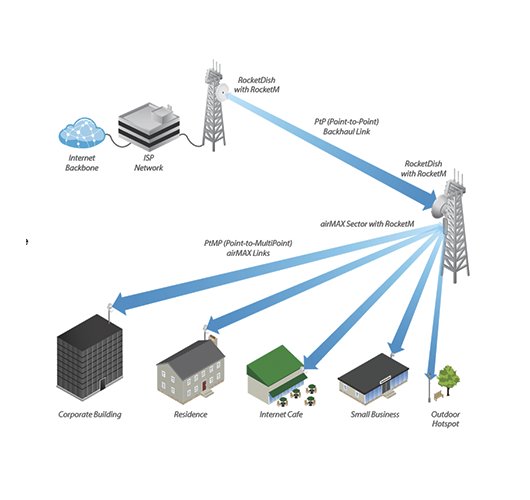 RocketDish
with RocketM
PtP (Point-to-Point)
Backhaul Link
Internet
Backbone
ISP
Network
RocketDish
with RocketM
airMAX Sector with RocketM
PtMP (Point-to-MultiPoint)
airMAX Links
Corporate Building
Residence
Internet Cafe
Small Business
Outdoor
Hotspot